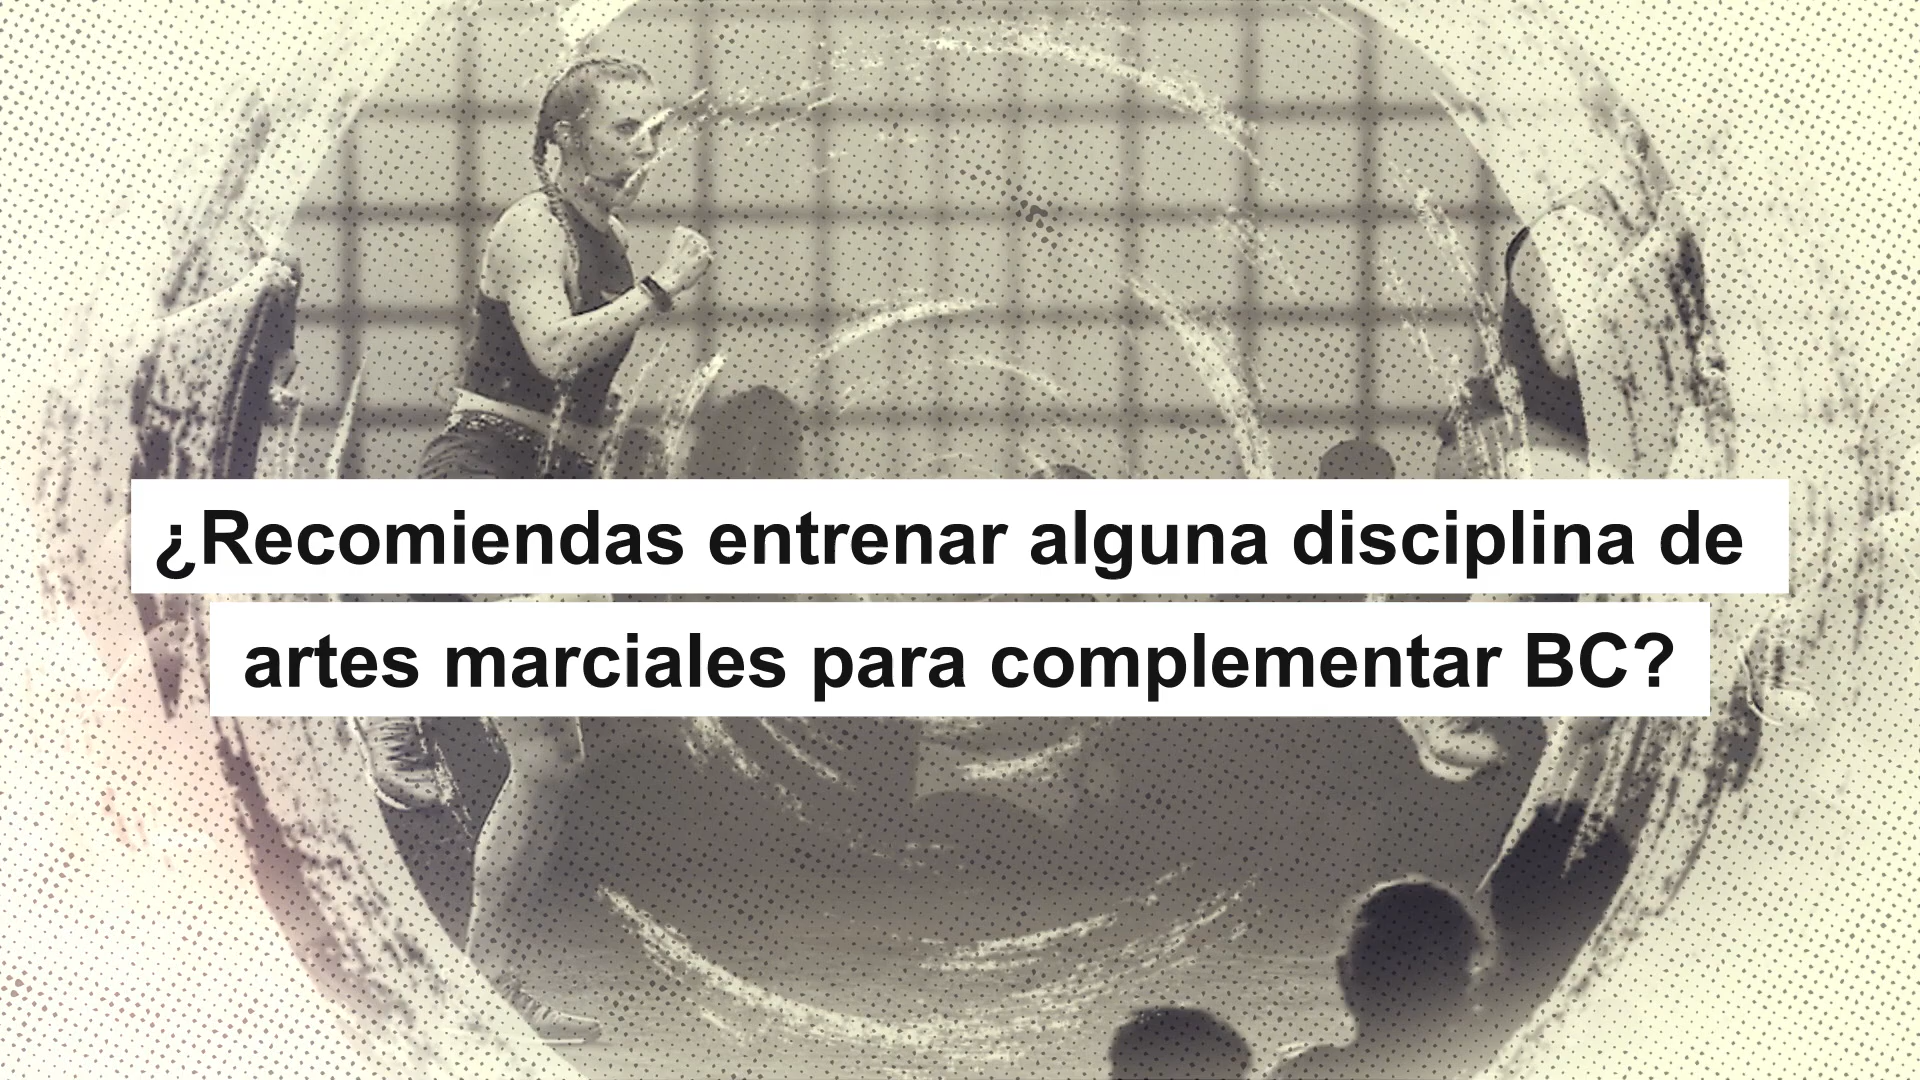 ¿Recomiendas entrenar alguna disciplina de
artes marciales para complementar BC?